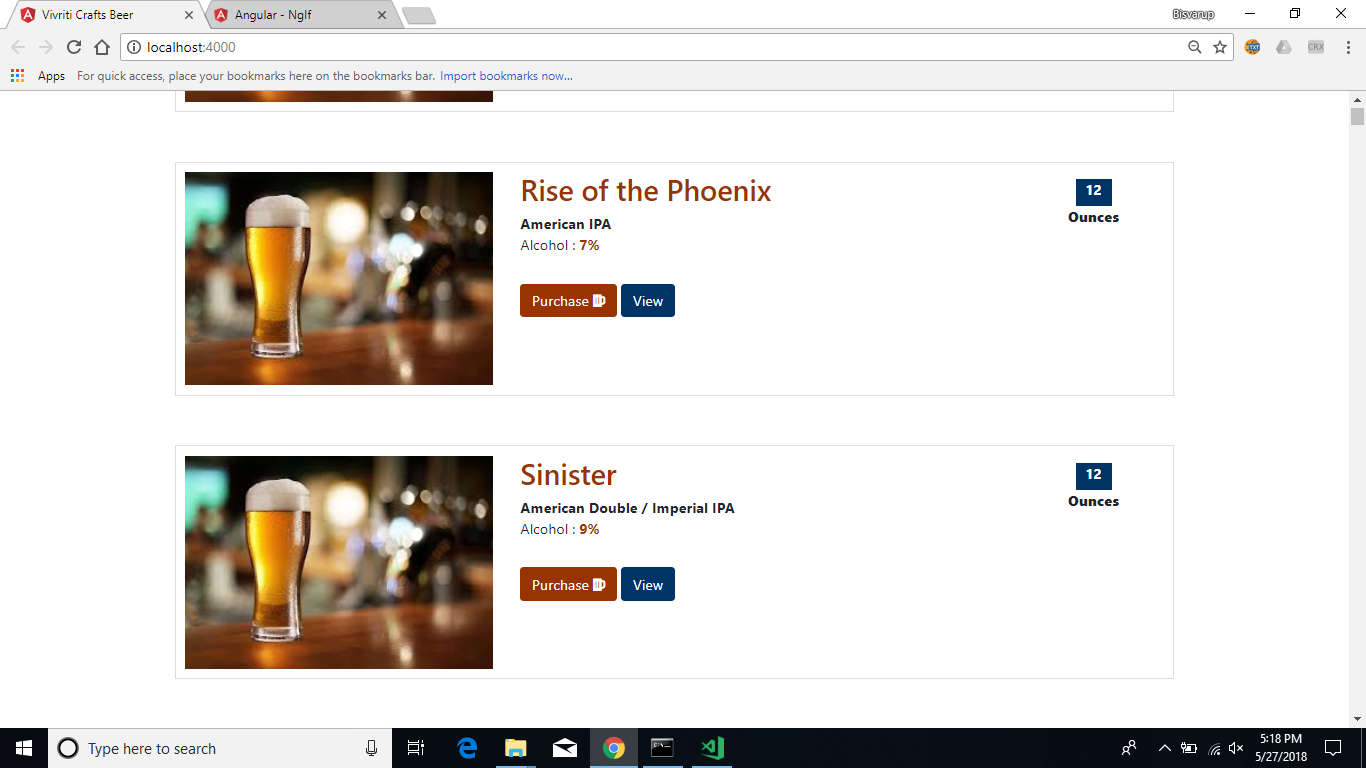 Vivriti Crafts Beer
Angular - NgIf
Bisvarup
localhost:4000
TXT
CRX
Apps
For quick access, place your bookmarks here on the bookmarks bar. Import bookmarks now...
Rise of the Phoenix
American IPA
Alcohol : 7%
Purchase
View
12
Ounces
Sinister
American Double / Imperial IPA
Alcohol : 9%
Purchase
View
12
Ounces
Type here to search
5:18 PM
5/27/2018